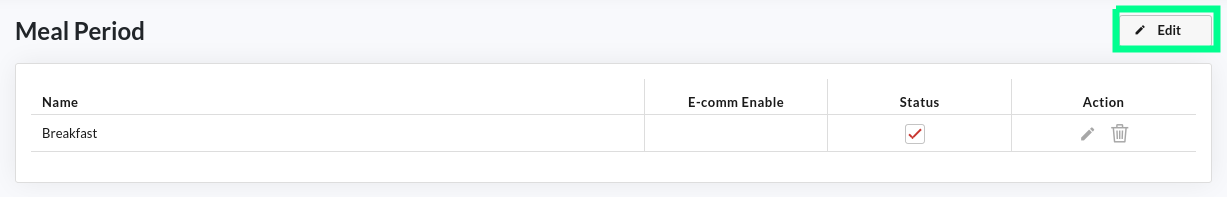 Meal Period
Edit
Name E-comm Enable Status Action
Breakfast